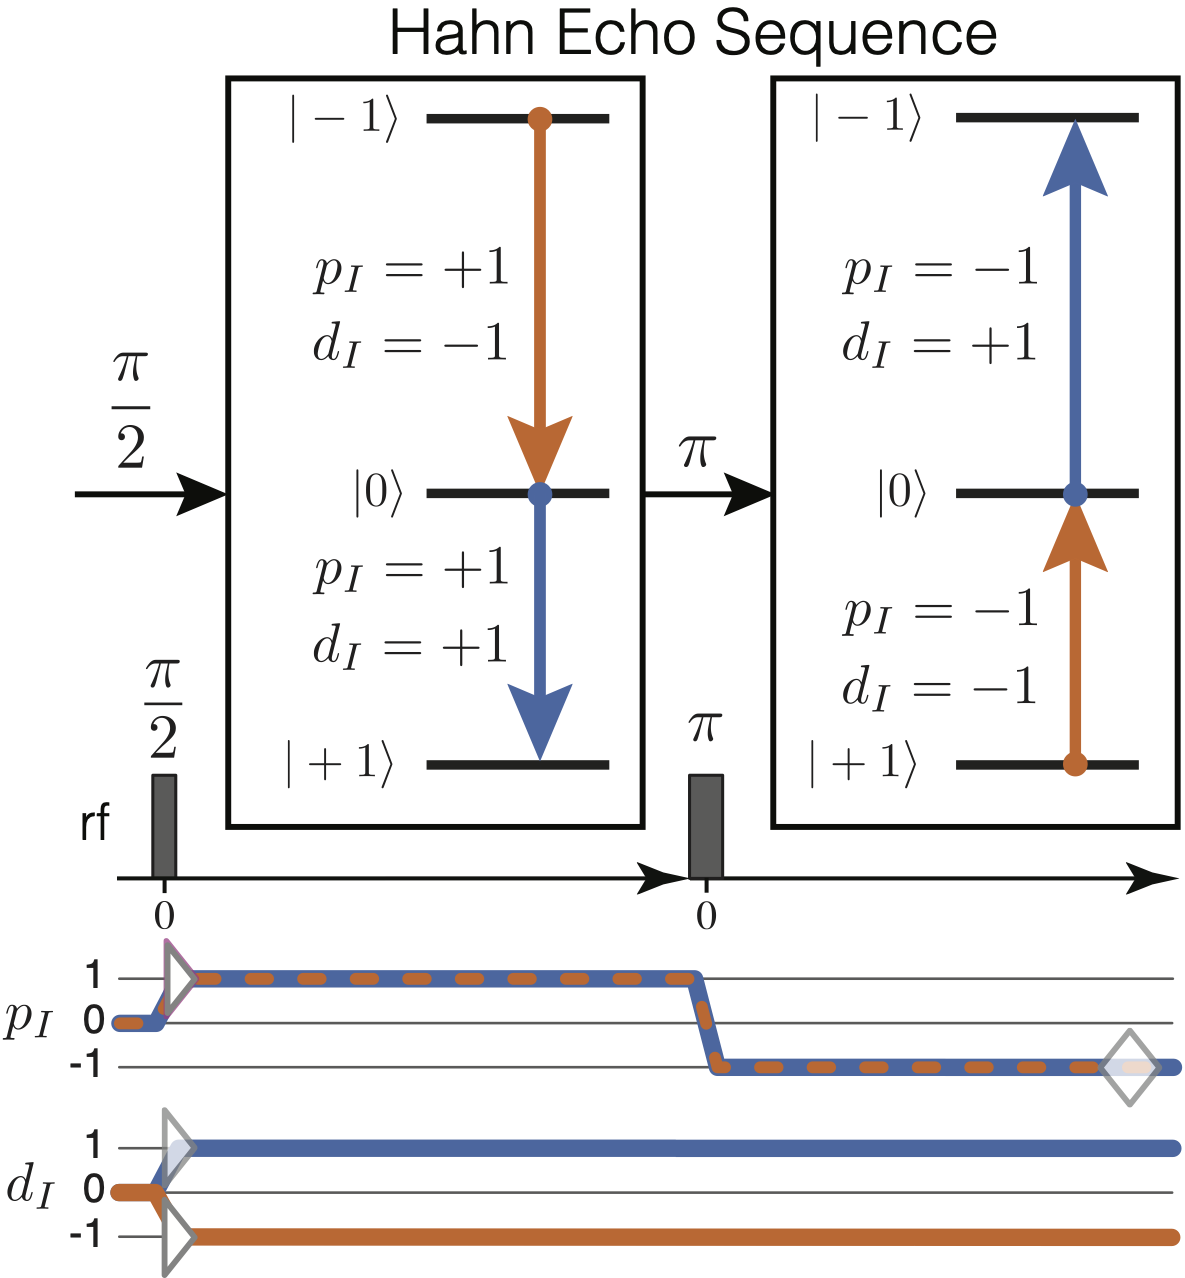 Hahn Echo Sequence
| − 1⟩
p_I = +1
d_I = −1
|0⟩
p_I = +1
d_I = +1
| + 1⟩
| − 1⟩
p_I = −1
d_I = +1
|0⟩
p_I = −1
d_I = −1
| + 1⟩
π
2
π
π
2
π
rf
0
0
p_I
1
0
-1
d_I
1
0
-1